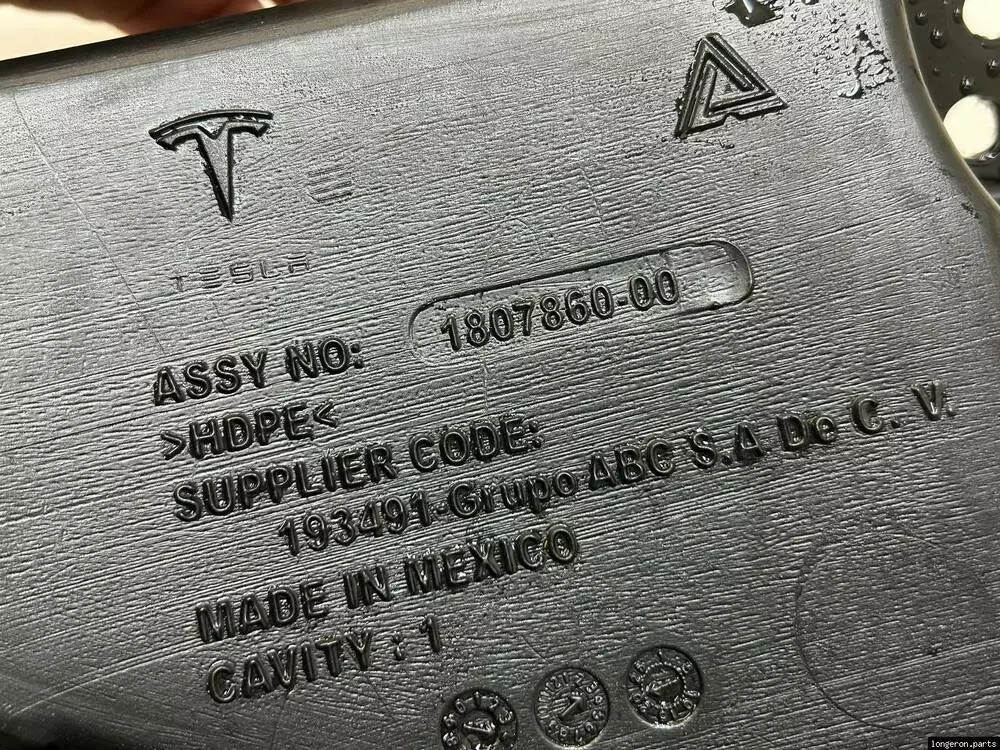 TESLA
ASSY NO: 1807860-00
>HDPE<
SUPPLIER CODE:
193491-Grupo ABC S.A De C. V.
MADE IN MEXICO
CAVITY : 1
longeron.parts